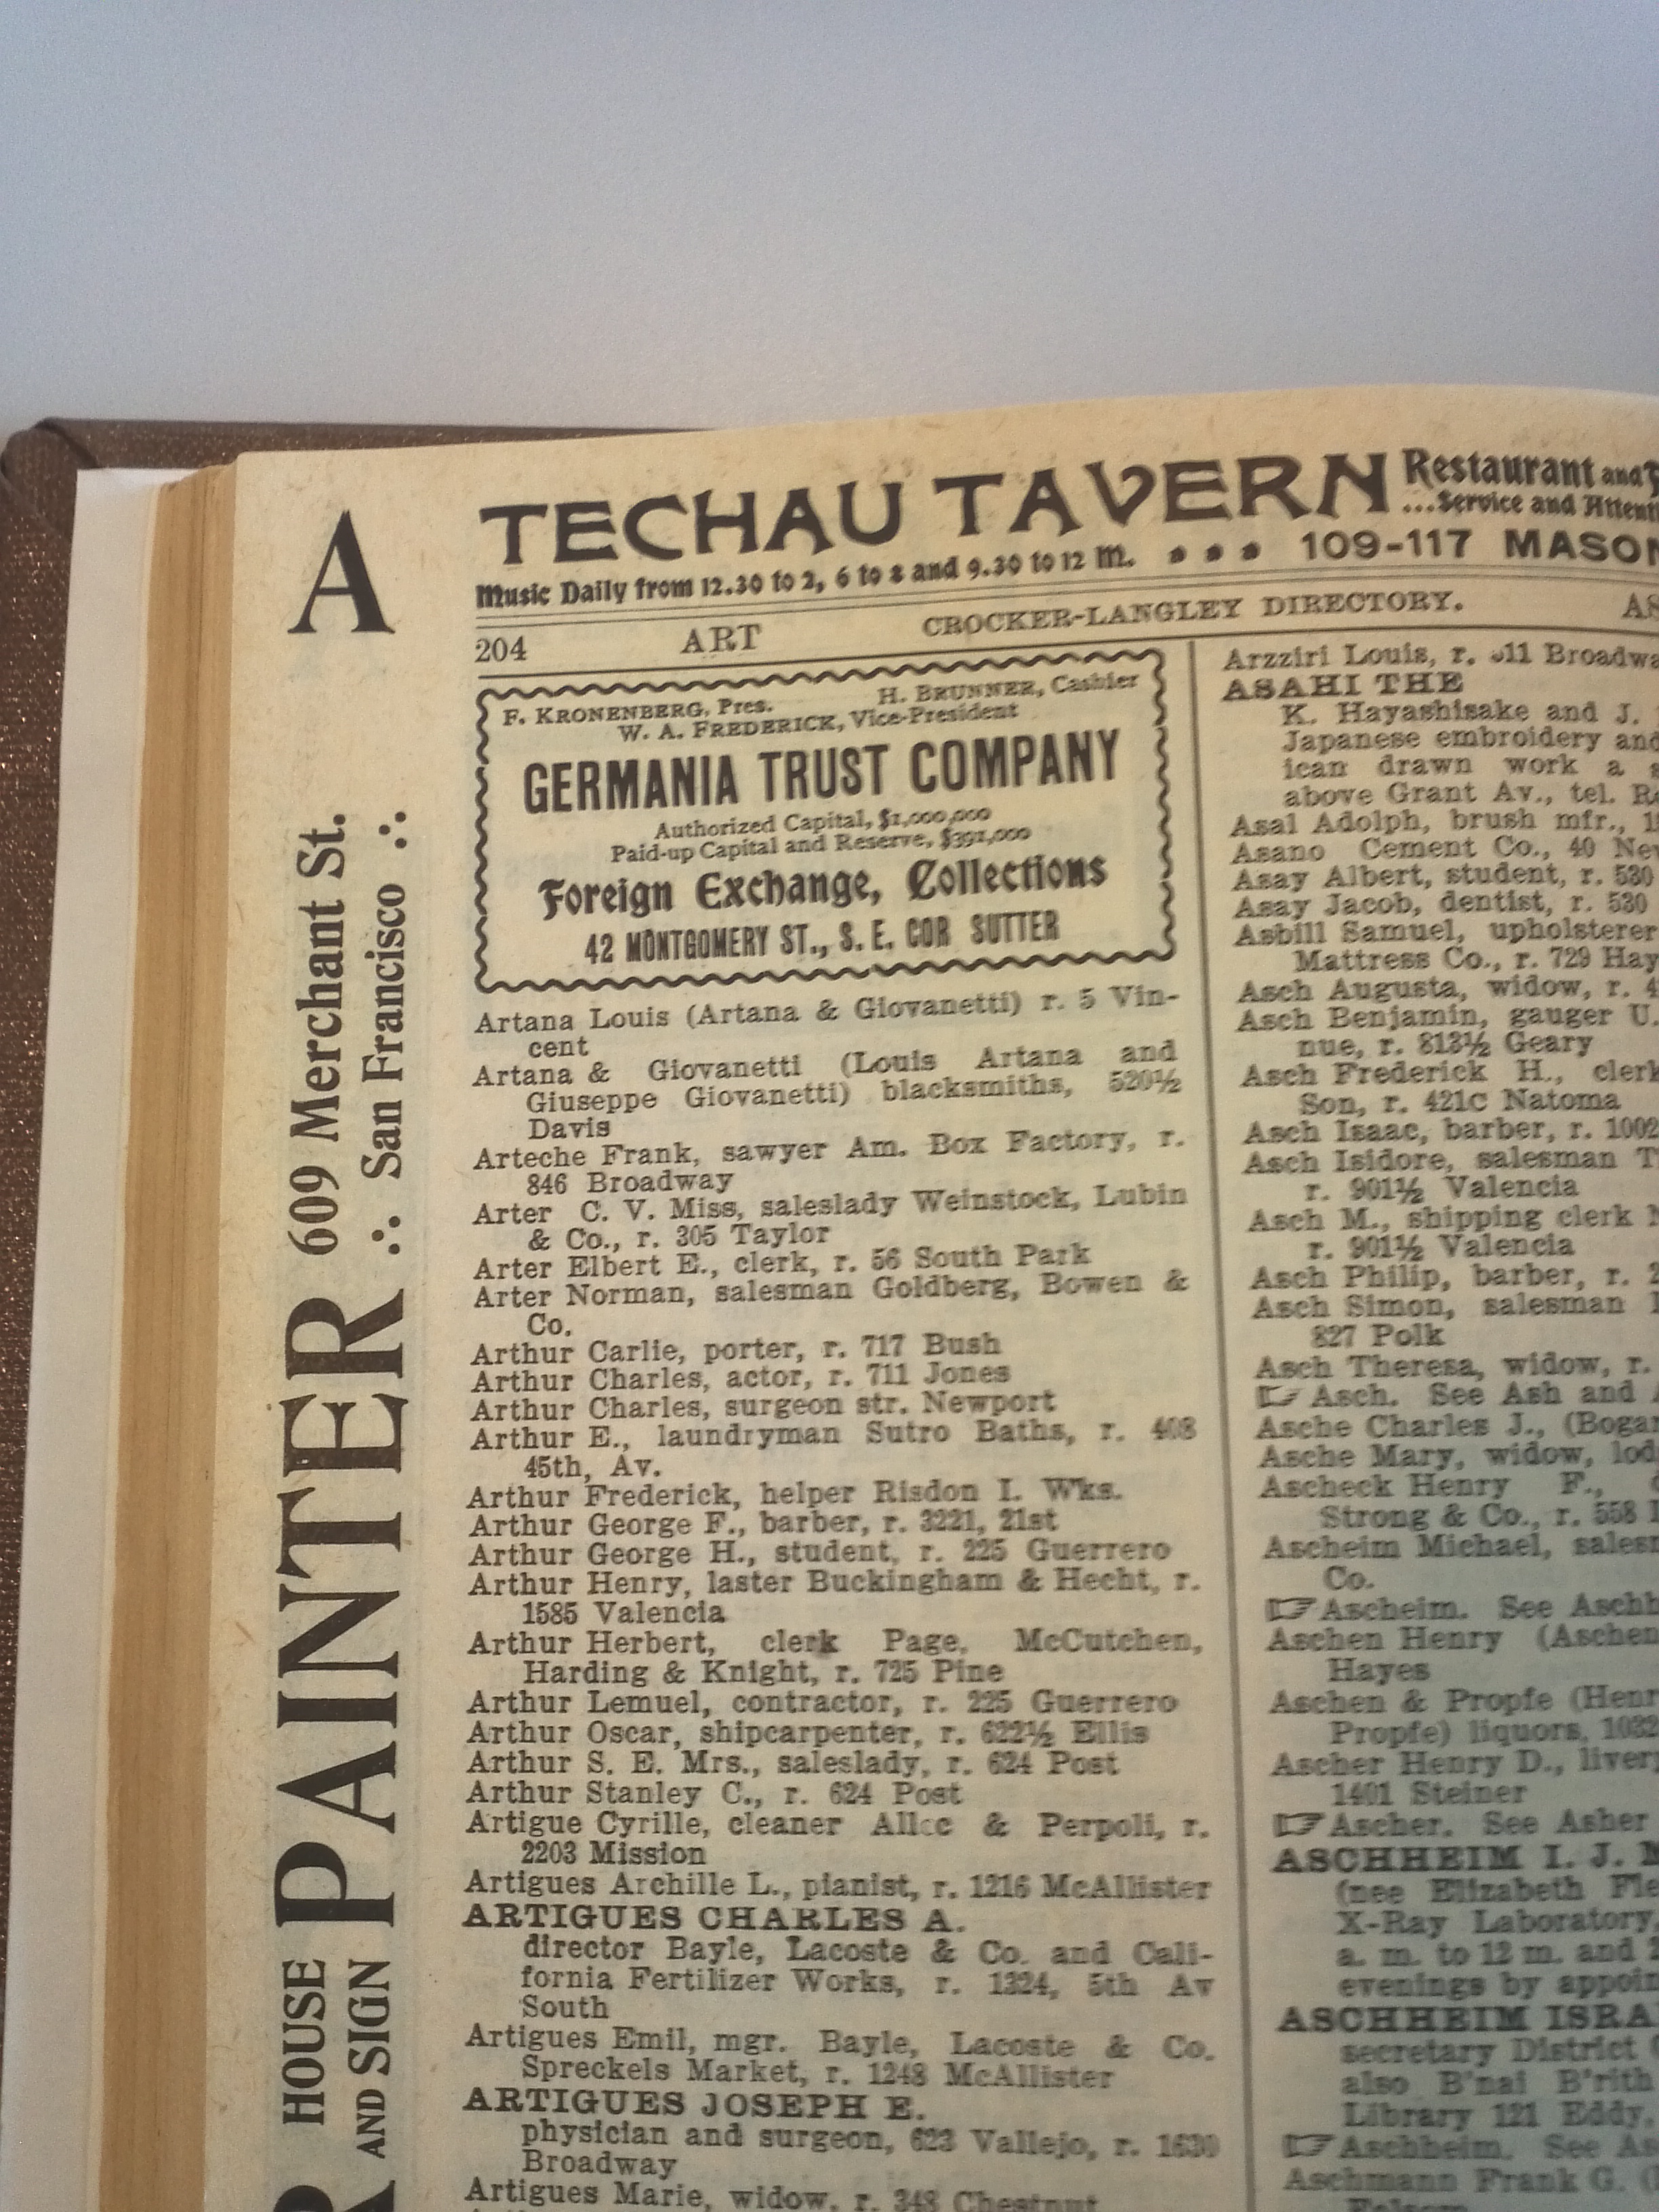 A
TECHAU TAVERN
Restaurant and
...Service and
Music Daily from 12.30 to 2, 6 to 8 and 9.30 to 12 m. • • • 109-117 MASON
204 ART CROCKER-LANGLEY DIRECTORY.
HOUSE PAINTER 609 Merchant St.
AND SIGN ∴ San Francisco ∴
F. KRONENBERG, Pres. H. BRUNNER, Cashier
W. A. FREDERICK, Vice-President
GERMANIA TRUST COMPANY
Authorized Capital, $1,000,000
Paid-up Capital and Reserve, $391,000
Foreign Exchange, Collections
42 MONTGOMERY ST., S. E. COR SUTTER
Artana Louis (Artana & Giovanetti) r. 5 Vin-
cent
Artana & Giovanetti (Louis Artana and
Giuseppe Giovanetti) blacksmiths, 520½
Davis
Arteche Frank, sawyer Am. Box Factory, r.
846 Broadway
Arter C. V. Miss, saleslady Weinstock, Lubin
& Co., r. 305 Taylor
Arter Elbert E., clerk, r. 56 South Park
Arter Norman, salesman Goldberg, Bowen &
Co.
Arthur Carlie, porter, r. 717 Bush
Arthur Charles, actor, r. 711 Jones
Arthur Charles, surgeon str. Newport
Arthur E., laundryman Sutro Baths, r. 408
45th, Av.
Arthur Frederick, helper Risdon I. Wks.
Arthur George F., barber, r. 3221, 21st
Arthur George H., student, r. 225 Guerrero
Arthur Henry, laster Buckingham & Hecht, r.
1585 Valencia
Arthur Herbert, clerk Page, McCutchen,
Harding & Knight, r. 725 Pine
Arthur Lemuel, contractor, r. 225 Guerrero
Arthur Oscar, shipcarpenter, r. 622½ Ellis
Arthur S. E. Mrs., saleslady, r. 624 Post
Arthur Stanley C., r. 624 Post
Artigue Cyrille, cleaner & Perpoli, r.
2203 Mission
Artigues Archille L., pianist, r. 1216 McAllister
ARTIGUES CHARLES A.
director Bayle, Lacoste & Co. and Cali-
fornia Fertilizer Works, r. 1324, 5th Av
South
Artigues Emil, mgr. Bayle, Lacoste & Co.
Spreckels Market, r. 1248 McAllister
ARTIGUES JOSEPH E.
physician and surgeon, 623 Vallejo, r. 1630
Broadway
Artigues Marie, widow, r. 348 Chestnut
Arzziri Louis, r. 
ASAHI THE
K. Hayashisake and J.
Japanese embroidery and
ican drawn work a
above Grant Av., tel.
Asal Adolph, brush mfr.,
Asano Cement Co., 40
Asay Albert, student, r. 530
Asay Jacob, dentist, r. 530
Asbill Samuel, upholsterer
Mattress Co., r. 729
Asch Augusta, widow, r.
Asch Benjamin, gauger U.
nue, r. 813½ Geary
Asch Frederick H., clerk
Son, r. 421c Natoma
Asch Isaac, barber, r. 1002
Asch Isidore, salesman
r. 901½ Valencia
Asch M., shipping clerk
r. 901½ Valencia
Asch Philip, barber, r.
Asch Simon, salesman
827 Polk
Asch Theresa, widow, r.
☞ Asch. See Ash and
Asche Charles J.,
Asche Mary, widow,
Ascheck Henry F.,
Strong & Co., r. 558
Ascheim Michael,
Co.
☞ Ascheim. See
Aschen Henry (Aschen
Hayes
Aschen & Propfe
Propfe) liquors, 1032
Ascher Henry D.,
1401 Steiner
☞ Ascher. See Asher
ASCHHEIM I. J.
(nee Elizabeth
X-Ray Laboratory,
a. m. to 12 m. and
evenings by
ASCHHEIM
secretary District
also B'nai B'rith
Library 121 Eddy.
☞ Aschheim. See
Aschmann Frank G.